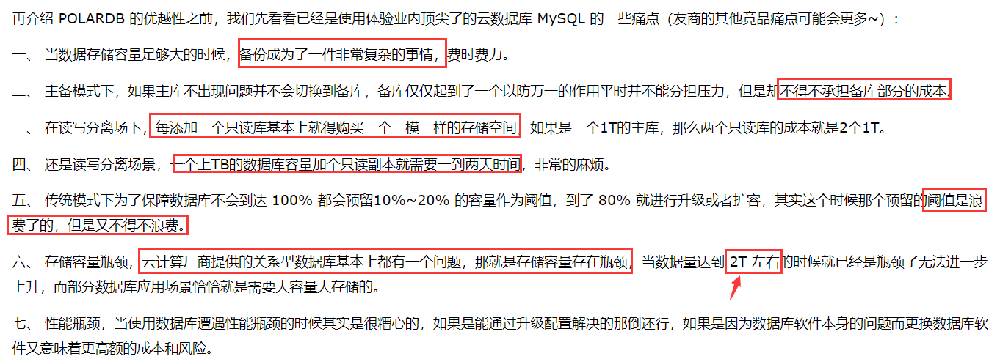 再介绍 POLARDB 的优越性之前，我们先看看已经是使用体验业内顶尖了的云数据库 MySQL 的一些痛点（友商的其他竞品痛点可能会更多~）：
一、 当数据存储容量足够大的时候，备份成为了一件非常复杂的事情，费时费力。
二、 主备模式下，如果主库不出现问题并不会切换到备库，备库仅仅起到了一个以防万一的作用平时并不能分担压力，但是却不得不承担备库部分的成本。
三、 在读写分离场下，每添加一个只读库基本上就得购买一个一模一样的存储空间，如果是一个1T的主库，那么两个只读库的成本就是2个1T。
四、 还是读写分离场景，一个上TB的数据库容量加个只读副本就需要一到两天时间，非常的麻烦。
五、 传统模式下为了保障数据库不会到达 100% 都会预留10%~20% 的容量作为阈值，到了 80% 就进行升级或者扩容，其实这个时候那个预留的阈值是浪
费了的，但是又不得不浪费。
六、 存储容量瓶颈，云计算厂商提供的关系型数据库基本上都有一个问题，那就是存储容量存在瓶颈，当数据量达到 2T 左右的时候就已经是瓶颈了无法进一步
上升，而部分数据库应用场景恰恰就是需要大容量大存储的。
七、 性能瓶颈，当使用数据库遭遇性能瓶颈的时候其实是很糟心的，如果是能通过升级配置解决的那倒还行，如果是因为数据库软件本身的问题而更换数据库软
件又意味着更高额的成本和风险。